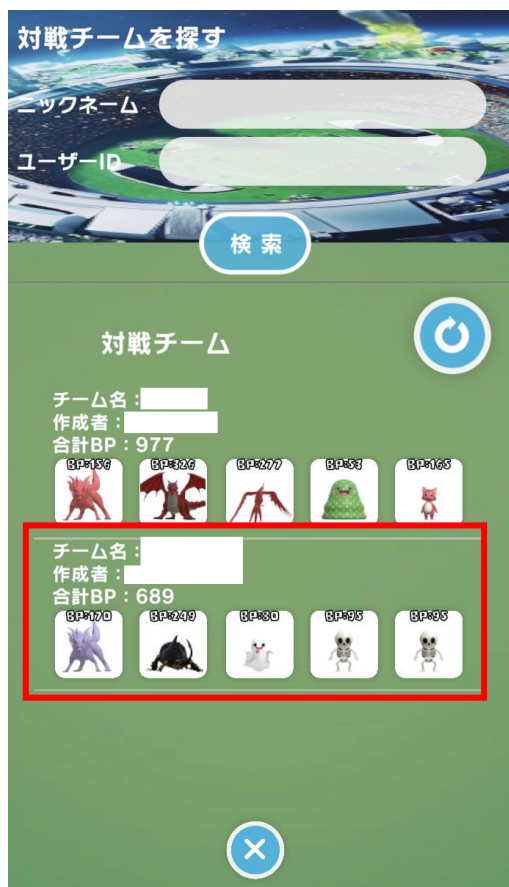 対戦チームを探す
ニックネーム
ユーザーID
検索
対戦チーム
チーム名：
作成者：
合計BP：977
BP:156 BP:326 BP:277 BP:53 BP:165
チーム名：
作成者：
合計BP：689
BP:170 BP:249 BP:80 BP:95 BP:95